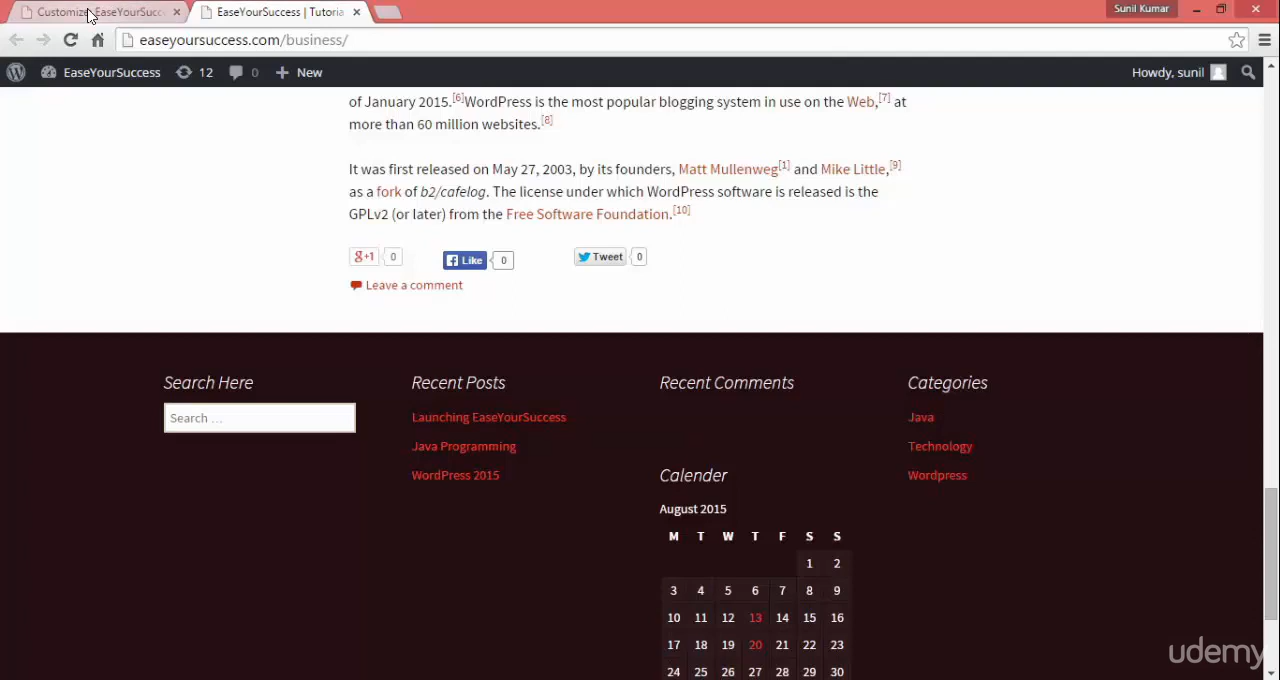 Customize: EaseYourSucc
EaseYourSuccess | Tutoria
Sunil Kumar
easeyoursuccess.com/business/
EaseYourSuccess 12 0 New Howdy, sunil
of January 2015.[6]WordPress is the most popular blogging system in use on the Web,[7] at
more than 60 million websites.[8]
It was first released on May 27, 2003, by its founders, Matt Mullenweg[1] and Mike Little,[9]
as a fork of b2/cafelog. The license under which WordPress software is released is the
GPLv2 (or later) from the Free Software Foundation.[10]
g+1 0 Like 0 Tweet 0
Leave a comment
Search Here
Search ...
Recent Posts
Launching EaseYourSuccess
Java Programming
WordPress 2015
Recent Comments
Calender
August 2015
M T W T F S S
1 2
3 4 5 6 7 8 9
10 11 12 13 14 15 16
17 18 19 20 21 22 23
24 25 26 27 28 29 30
Categories
Java
Technology
Wordpress
udemy